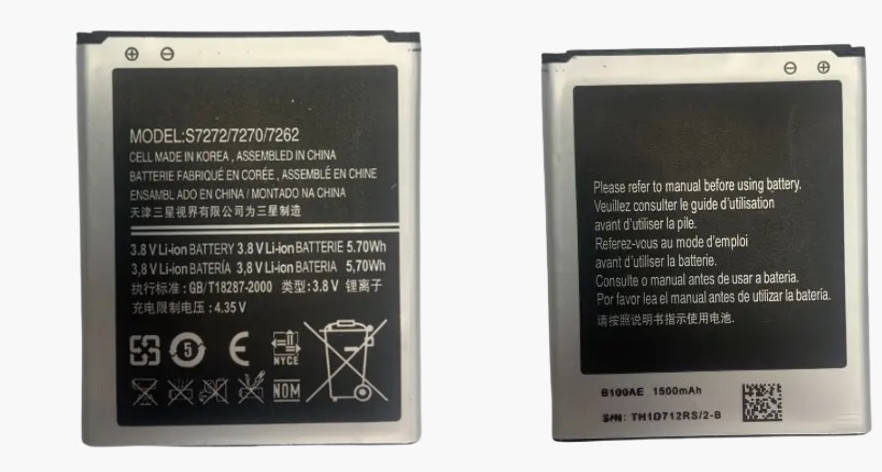 MODEL:S7272/7270/7262
CELL MADE IN KOREA , ASSEMBLED IN CHINA
BATTERIE FABRIQUÉ EN CORÉE , ASSEMBLÉ EN CHINE
ENSAMBL ADO EN CHINA / MONTADO NA CHINA
天津三星视界有限公司为三星制造
3.8 V Li-ion BATTERY 3.8 V Li-ion BATTERIE 5.70Wh
3,8 V Li-ion BATERÍA 3,8 V Li-ion BATERIA 5,70Wh
执行标准 : GB/T18287-2000 类型 : 3.8 V 锂离子
充电限制电压 : 4.35 V
5
CE
NYCE
NOM
Please refer to manual before using battery.
Veuillez consulter le guide d'utilisation
avant d'utiliser la pile.
Referez-vous au mode d'emploi
avant d'utiliser la batterie.
Consulte o manual antes de usar a bateria.
Por favor lea el manual antes de utilizar la batería.
请按照说明书指示使用电池.
B100AE 1500mAh
S/N: TH1D712RS/2-B